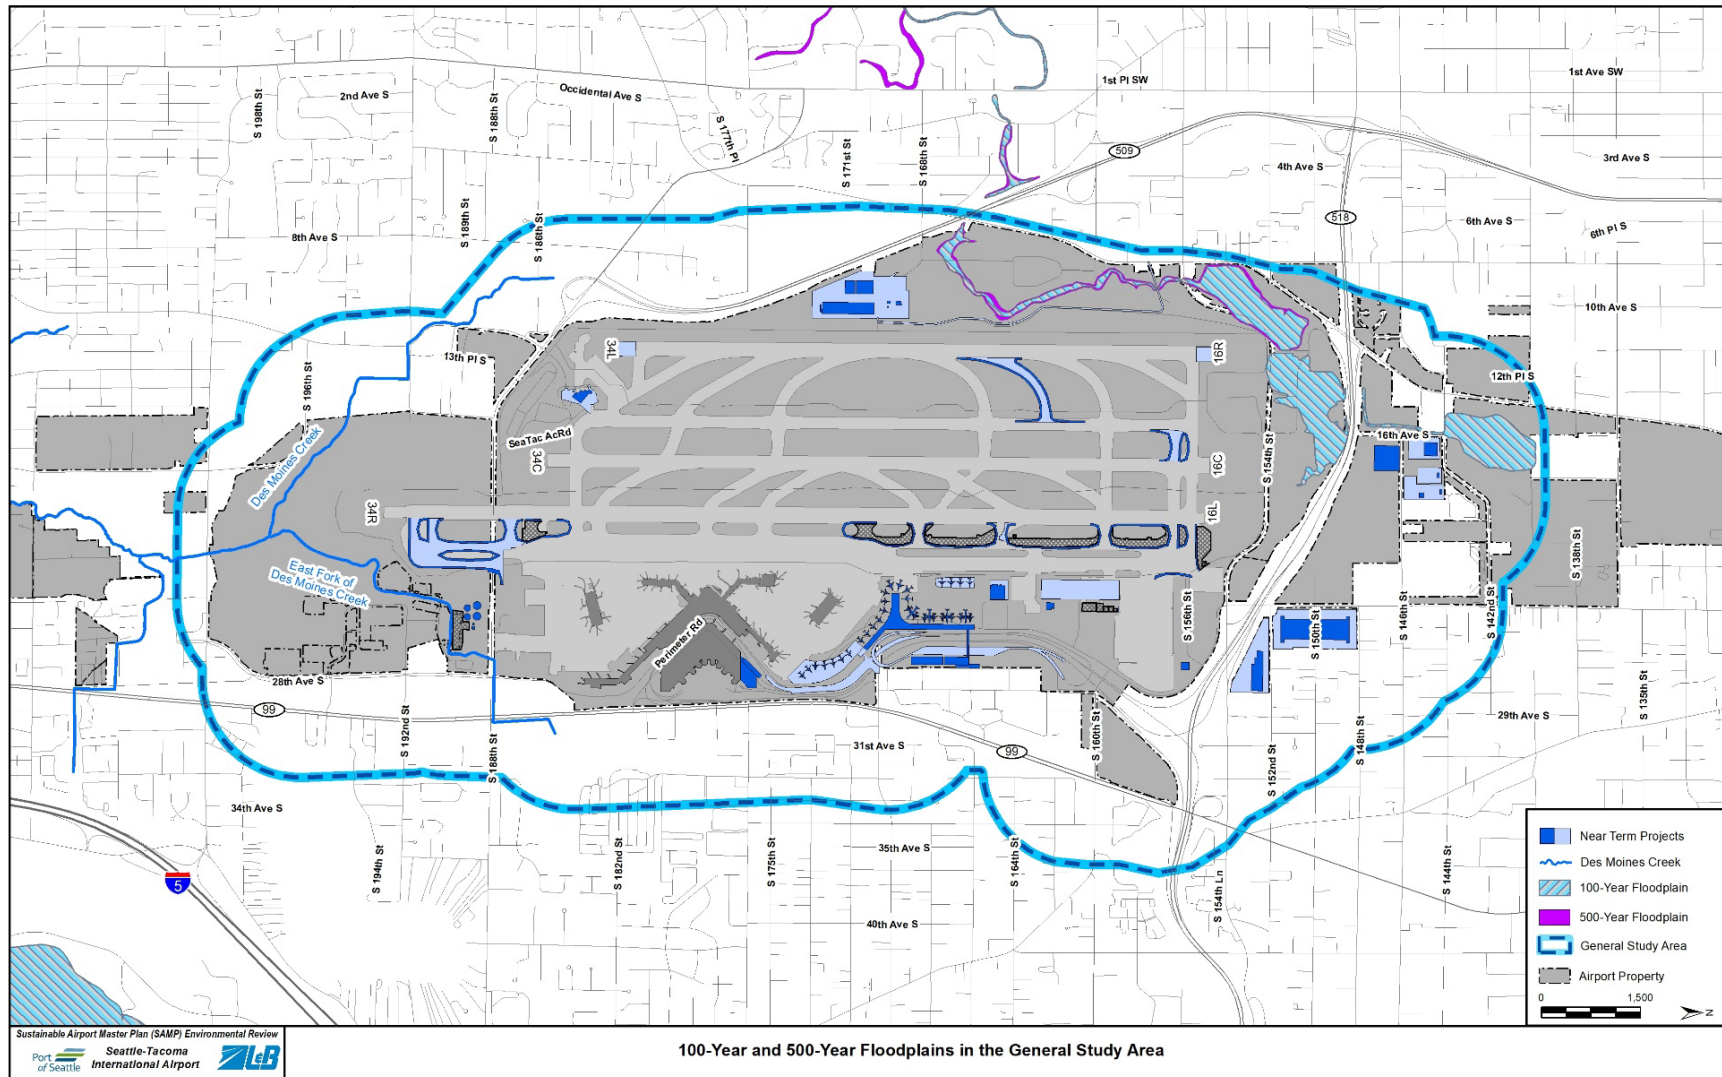 1st Pl SW
1st Ave SW
2nd Ave S
Occidental Ave S
S 198th St
S 188th St
S 177th Pl
S 171st St
S 168th St
509
4th Ave S
3rd Ave S
518
8th Ave S
S 189th St
S 186th St
6th Ave S
6th Pl S
10th Ave S
13th Pl S
34L
16R
S 196th St
12th Pl S
SeaTac AcRd
34C
16C
S 154th St
16th Ave S
Des Moines Creek
34R
16L
S 138th St
East Fork of
Des Moines Creek
S 156th St
S 150th St
S 146th St
S 142nd St
Perimeter Rd
28th Ave S
99
S 192nd St
S 188th St
31st Ave S
99
S 160th St
S 152nd St
S 148th St
29th Ave S
S 135th St
34th Ave S
S 194th St
S 182nd St
S 175th St
35th Ave S
S 164th St
S 154th Ln
S 144th St
40th Ave S
5
Near Term Projects
Des Moines Creek
100-Year Floodplain
500-Year Floodplain
General Study Area
Airport Property
0 1,500
N
Sustainable Airport Master Plan (SAMP) Environmental Review
Port
of Seattle
Seattle-Tacoma
International Airport
L&B
100-Year and 500-Year Floodplains in the General Study Area